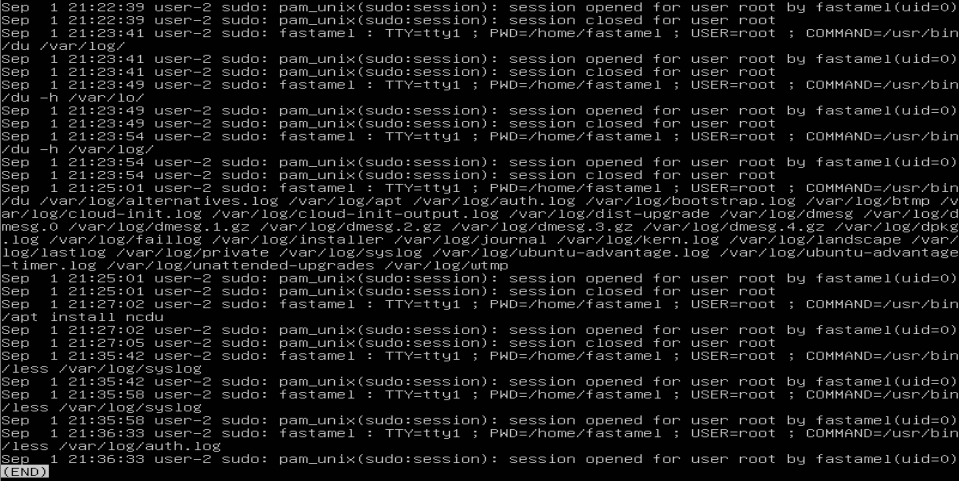 Sep  1 21:22:39 user-2 sudo: pam_unix(sudo:session): session opened for user root by fastamel(uid=0)
Sep  1 21:22:39 user-2 sudo: pam_unix(sudo:session): session closed for user root
Sep  1 21:23:41 user-2 sudo: fastamel : TTY=tty1 ; PWD=/home/fastamel ; USER=root ; COMMAND=/usr/bin
/du /var/log/
Sep  1 21:23:41 user-2 sudo: pam_unix(sudo:session): session opened for user root by fastamel(uid=0)
Sep  1 21:23:41 user-2 sudo: pam_unix(sudo:session): session closed for user root
Sep  1 21:23:49 user-2 sudo: fastamel : TTY=tty1 ; PWD=/home/fastamel ; USER=root ; COMMAND=/usr/bin
/du -h /var/lo/
Sep  1 21:23:49 user-2 sudo: pam_unix(sudo:session): session opened for user root by fastamel(uid=0)
Sep  1 21:23:49 user-2 sudo: pam_unix(sudo:session): session closed for user root
Sep  1 21:23:54 user-2 sudo: fastamel : TTY=tty1 ; PWD=/home/fastamel ; USER=root ; COMMAND=/usr/bin
/du -h /var/log/
Sep  1 21:23:54 user-2 sudo: pam_unix(sudo:session): session opened for user root by fastamel(uid=0)
Sep  1 21:23:54 user-2 sudo: pam_unix(sudo:session): session closed for user root
Sep  1 21:25:01 user-2 sudo: fastamel : TTY=tty1 ; PWD=/home/fastamel ; USER=root ; COMMAND=/usr/bin
/du /var/log/alternatives.log /var/log/apt /var/log/auth.log /var/log/bootstrap.log /var/log/btmp /v
ar/log/cloud-init.log /var/log/cloud-init-output.log /var/log/dist-upgrade /var/log/dmesg /var/log/d
mesg.0 /var/log/dmesg.1.gz /var/log/dmesg.2.gz /var/log/dmesg.3.gz /var/log/dmesg.4.gz /var/log/dpkg
.log /var/log/faillog /var/log/installer /var/log/journal /var/log/kern.log /var/log/landscape /var/
log/lastlog /var/log/private /var/log/syslog /var/log/ubuntu-advantage.log /var/log/ubuntu-advantage
-timer.log /var/log/unattended-upgrades /var/log/wtmp
Sep  1 21:25:01 user-2 sudo: pam_unix(sudo:session): session opened for user root by fastamel(uid=0)
Sep  1 21:25:01 user-2 sudo: pam_unix(sudo:session): session closed for user root
Sep  1 21:27:02 user-2 sudo: fastamel : TTY=tty1 ; PWD=/home/fastamel ; USER=root ; COMMAND=/usr/bin
/apt install ncdu
Sep  1 21:27:02 user-2 sudo: pam_unix(sudo:session): session opened for user root by fastamel(uid=0)
Sep  1 21:27:05 user-2 sudo: pam_unix(sudo:session): session closed for user root
Sep  1 21:35:42 user-2 sudo: fastamel : TTY=tty1 ; PWD=/home/fastamel ; USER=root ; COMMAND=/usr/bin
/less /var/log/syslog
Sep  1 21:35:42 user-2 sudo: pam_unix(sudo:session): session opened for user root by fastamel(uid=0)
Sep  1 21:35:58 user-2 sudo: fastamel : TTY=tty1 ; PWD=/home/fastamel ; USER=root ; COMMAND=/usr/bin
/less /var/log/syslog
Sep  1 21:35:58 user-2 sudo: pam_unix(sudo:session): session opened for user root by fastamel(uid=0)
Sep  1 21:36:33 user-2 sudo: fastamel : TTY=tty1 ; PWD=/home/fastamel ; USER=root ; COMMAND=/usr/bin
/less /var/log/auth.log
Sep  1 21:36:33 user-2 sudo: pam_unix(sudo:session): session opened for user root by fastamel(uid=0)
(END)